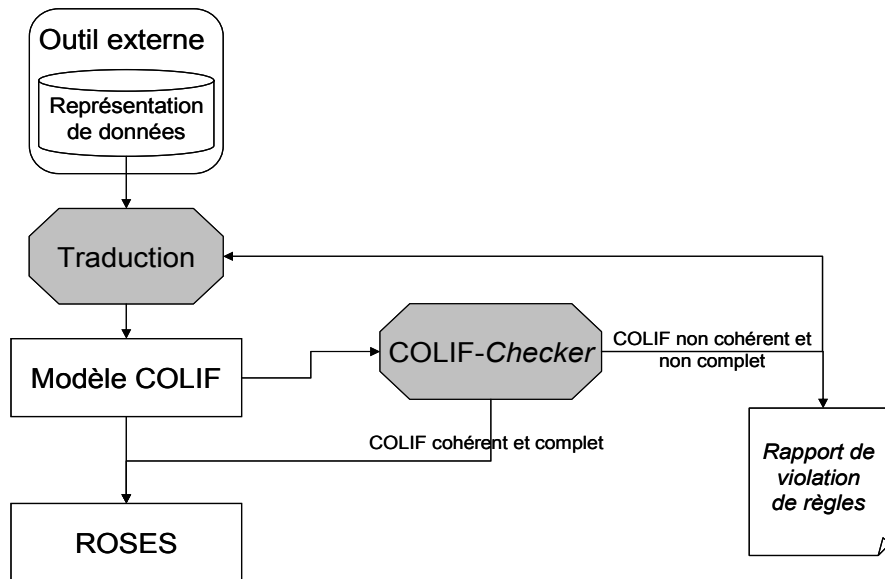 Outil externe
Représentation
de données
Traduction
Modèle COLIF
COLIF-Checker
COLIF non cohérent et
non complet
COLIF cohérent et complet
Rapport de
violation
de règles
ROSES